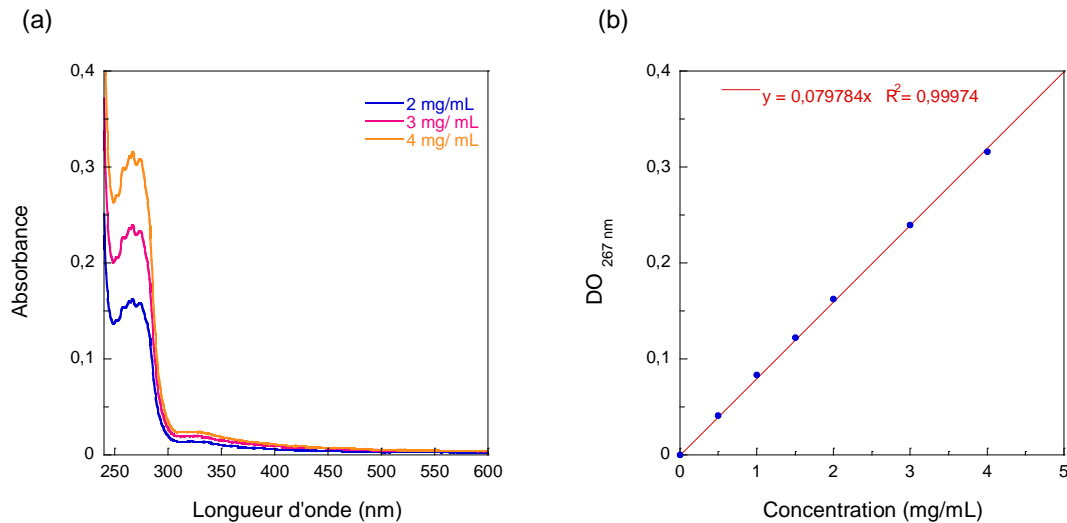 (a)
0,4
0,3
0,2
0,1
0
Absorbance
2 mg/mL
3 mg/ mL
4 mg/ mL
250 300 350 400 450 500 550 600
Longueur d'onde (nm)
(b)
0,4
0,3
0,2
0,1
0
DO 267 nm
y = 0,079784x R²= 0,99974
0 1 2 3 4 5
Concentration (mg/mL)